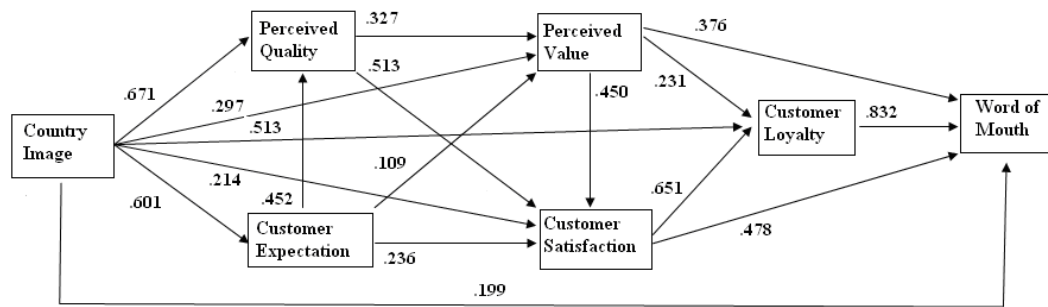 Perceived
Quality
.327
Perceived
Value
.376
.513
.671
.231
.297
.450
.513
Customer
Loyalty
.832
Word of
Mouth
Country
Image
.109
.214
.452
.651
.601
Customer
Expectation
.236
Customer
Satisfaction
.478
.199